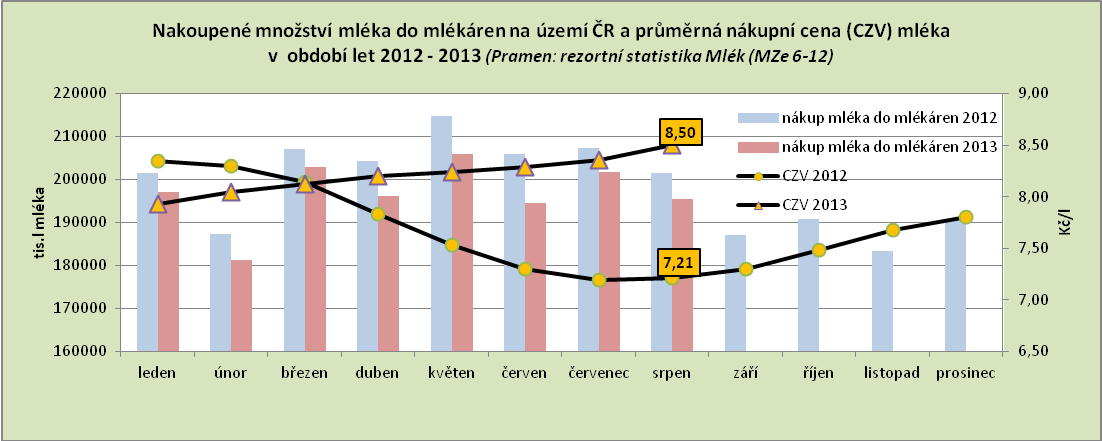 Nakoupené množství mléka do mlékáren na území ČR a průměrná nákupní cena (CZV) mléka
v období let 2012 - 2013 (Pramen: rezortní statistika Mlék (MZe 6-12)
220000
210000
200000
190000
180000
170000
160000
tis.l mléka
9,00
8,50
8,00
7,50
7,00
6,50
Kč/l
nákup mléka do mlékáren 2012
nákup mléka do mlékáren 2013
CZV 2012
CZV 2013
8,50
7,21
leden únor březen duben květen červen červenec srpen září říjen listopad prosinec